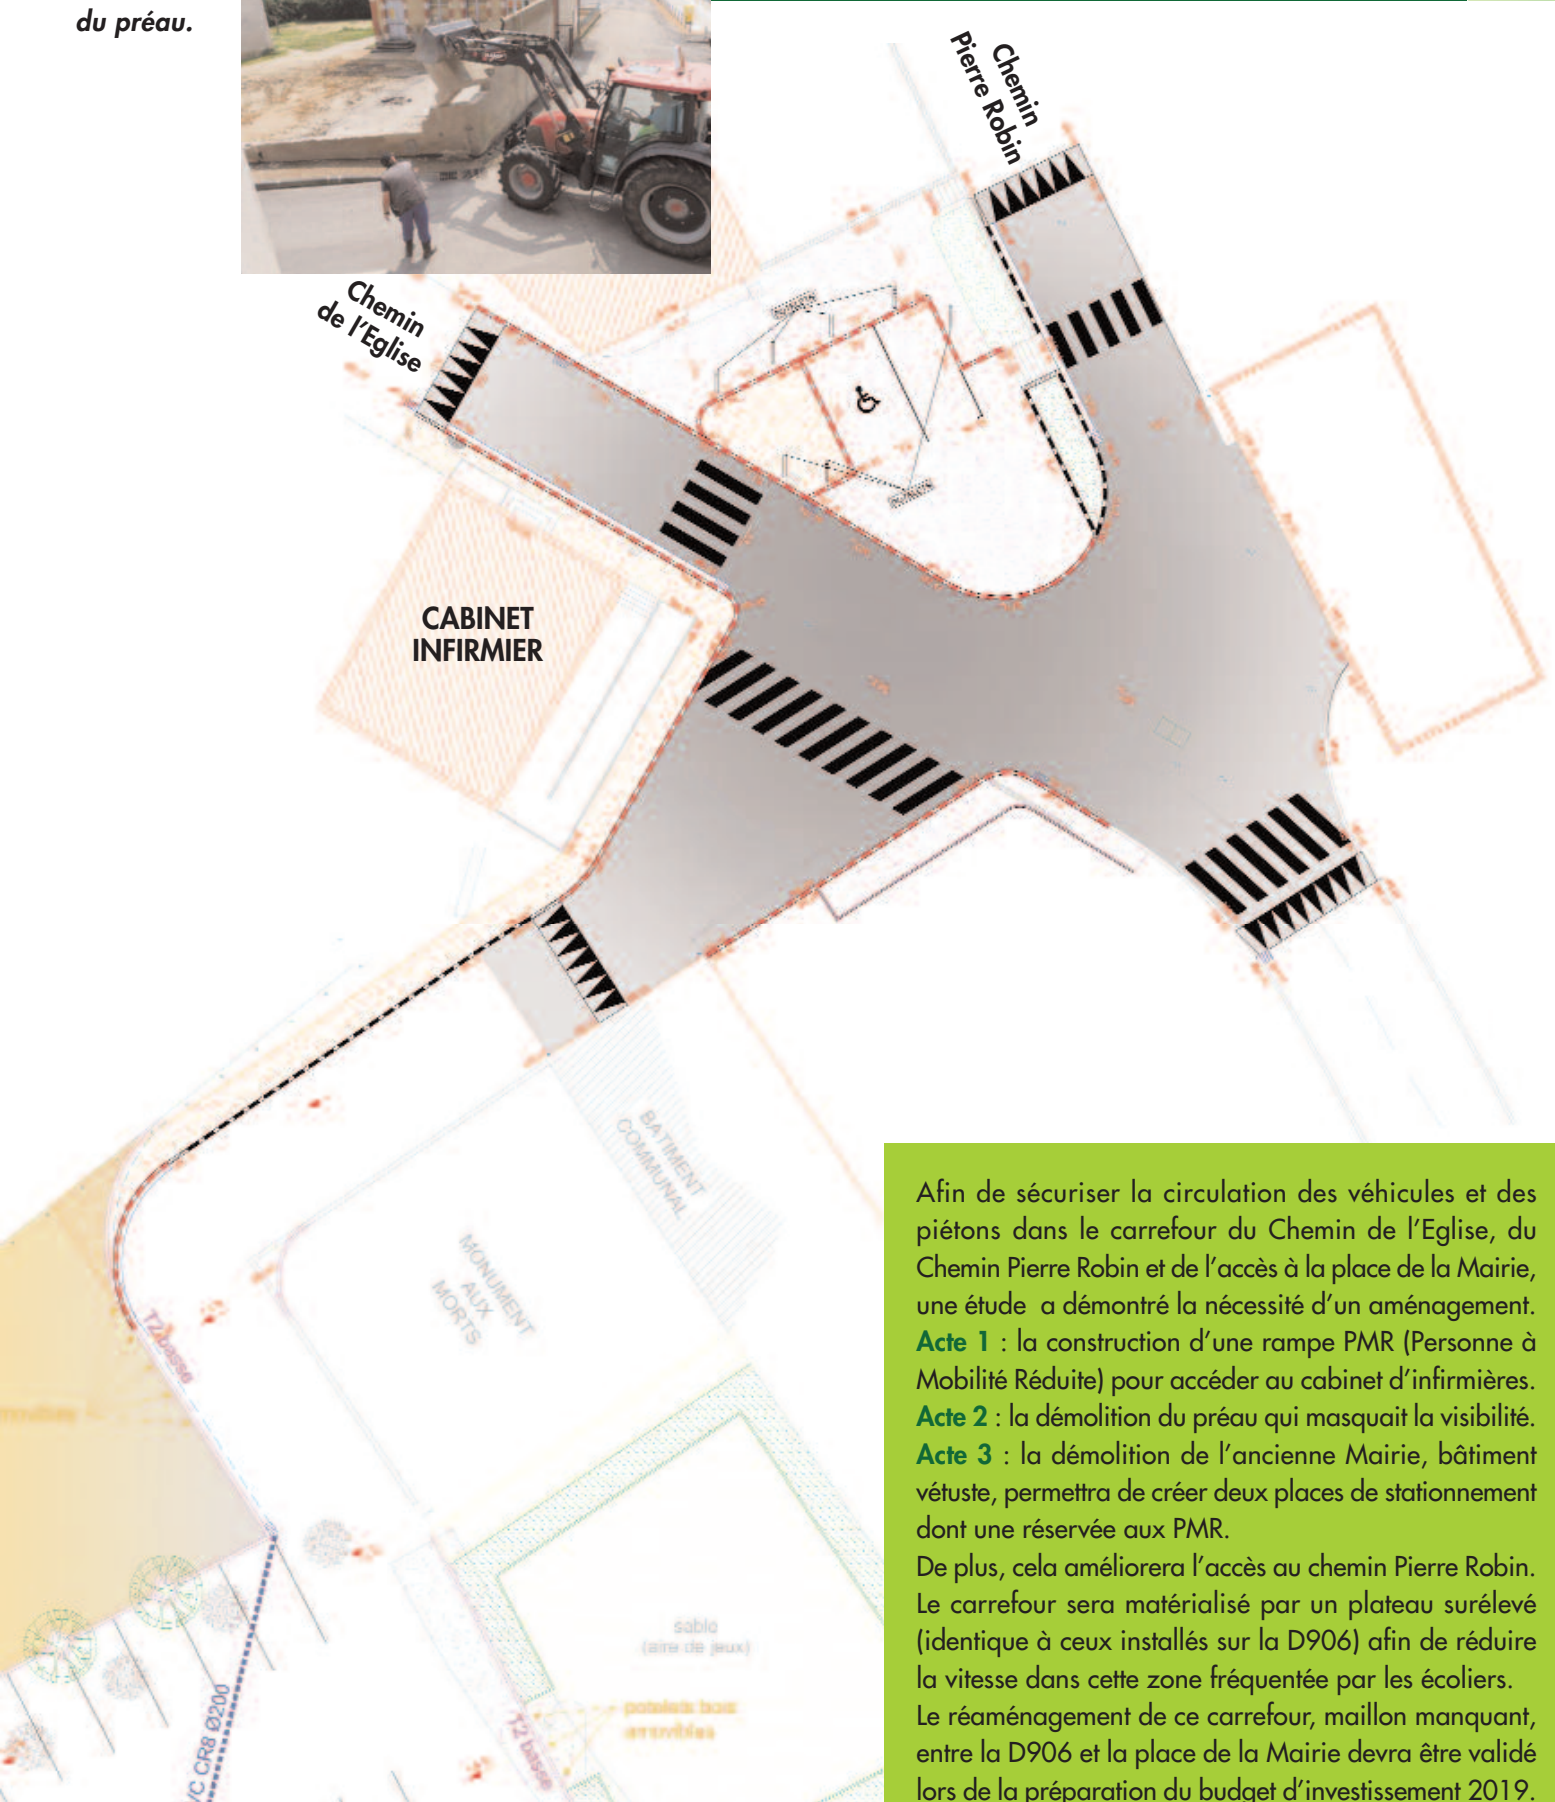 du préau.
Chemin
Pierre Robin
Chemin
de l'Eglise
CABINET
INFIRMIER
BATIMENT
COMMUNAL
MONUMENT
AUX
MORTS
T2 basse
sable
(aire de jeux)
potelets bois
amovibles
T2 basse
CR8 Ø200
Afin de sécuriser la circulation des véhicules et des
piétons dans le carrefour du Chemin de l'Eglise, du
Chemin Pierre Robin et de l'accès à la place de la Mairie,
une étude a démontré la nécessité d'un aménagement.
Acte 1 : la construction d'une rampe PMR (Personne à
Mobilité Réduite) pour accéder au cabinet d'infirmières.
Acte 2 : la démolition du préau qui masquait la visibilité.
Acte 3 : la démolition de l'ancienne Mairie, bâtiment
vétuste, permettra de créer deux places de stationnement
dont une réservée aux PMR.
De plus, cela améliorera l'accès au chemin Pierre Robin.
Le carrefour sera matérialisé par un plateau surélevé
(identique à ceux installés sur la D906) afin de réduire
la vitesse dans cette zone fréquentée par les écoliers.
Le réaménagement de ce carrefour, maillon manquant,
entre la D906 et la place de la Mairie devra être validé
lors de la préparation du budget d'investissement 2019.